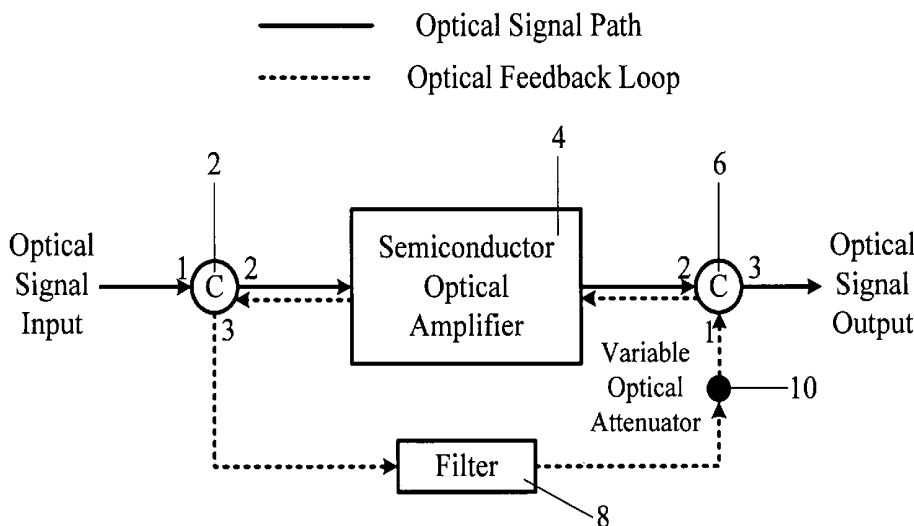 Optical Signal Path
Optical Feedback Loop
2
4
6
Optical
Signal
Input
1
C
2
3
Semiconductor
Optical
Amplifier
2
C
3
1
Optical
Signal
Output
Variable
Optical
Attenuator
10
Filter
8